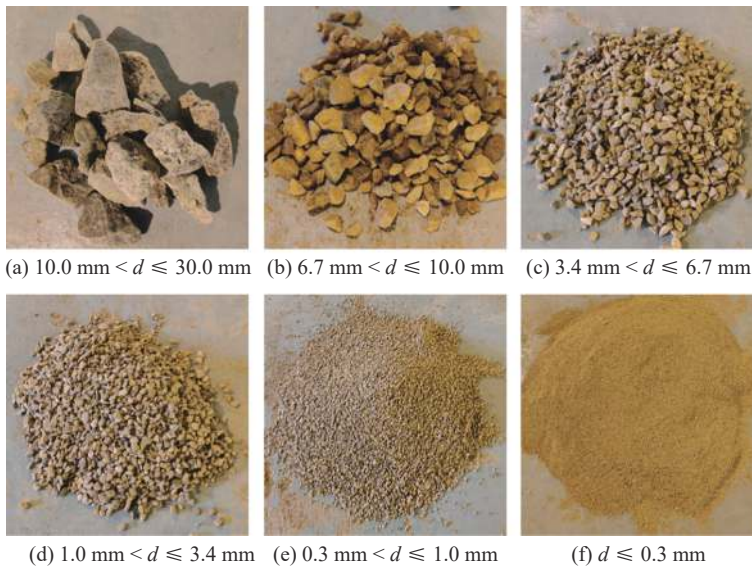 (a) 10.0 mm < d ≤ 30.0 mm (b) 6.7 mm < d ≤ 10.0 mm (c) 3.4 mm < d ≤ 6.7 mm
(d) 1.0 mm < d ≤ 3.4 mm (e) 0.3 mm < d ≤ 1.0 mm (f) d ≤ 0.3 mm